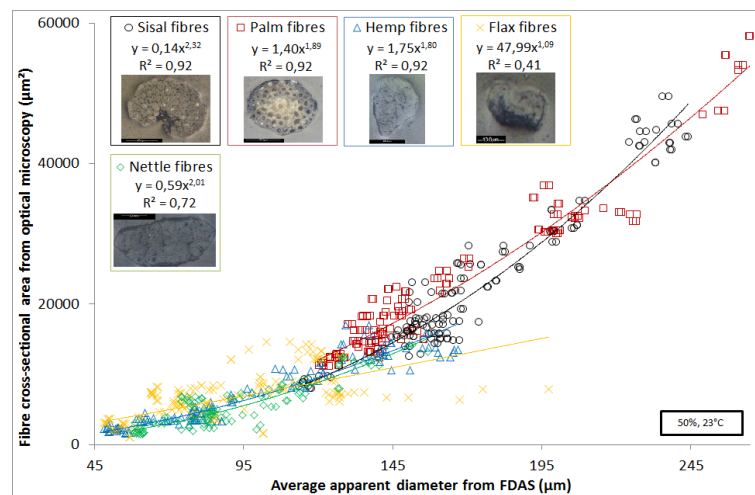 Fibre cross-sectional area from optical microscopy (µm²)
60000
40000
20000
0
Sisal fibres
y = 0,14x^2,32
R² = 0,92
Palm fibres
y = 1,40x^1,89
R² = 0,92
Hemp fibres
y = 1,75x^1,80
R² = 0,92
Flax fibres
y = 47,99x^1,09
R² = 0,41
Nettle fibres
y = 0,59x^2,01
R² = 0,72
50%, 23°C
45 95 145 195 245
Average apparent diameter from FDAS (µm)